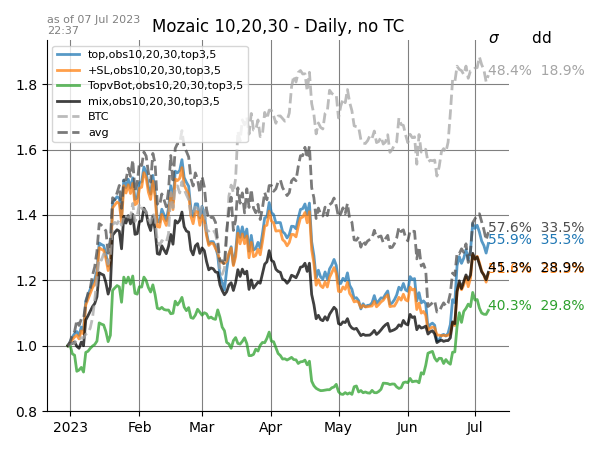 as of 07 Jul 2023
22:37
Mozaic 10,20,30 - Daily, no TC
σ dd
top,obs10,20,30,top3,5
+SL,obs10,20,30,top3,5
TopvBot,obs10,20,30,top3,5
mix,obs10,20,30,top3,5
BTC
avg
48.4% 18.9%
57.6% 33.5%
55.9% 35.3%
45.3% 28.9%
40.3% 29.8%
1.8
1.6
1.4
1.2
1.0
0.8
2023 Feb Mar Apr May Jun Jul